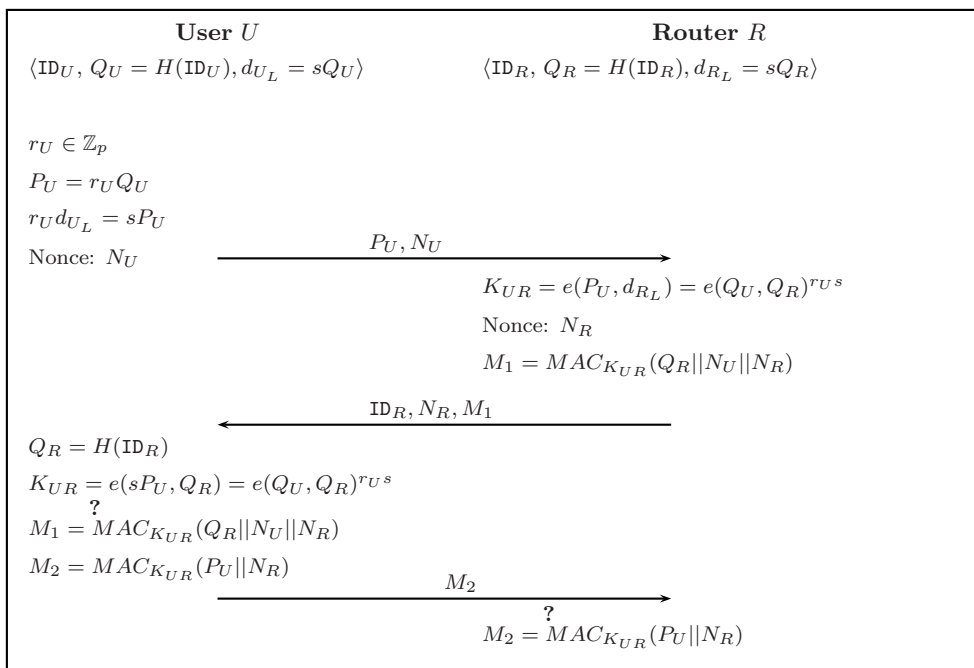 User U
⟨ID_U, Q_U = H(ID_U), d_{U_L} = sQ_U⟩
Router R
⟨ID_R, Q_R = H(ID_R), d_{R_L} = sQ_R⟩
r_U ∈ ℤ_p
P_U = r_U Q_U
r_U d_{U_L} = sP_U
Nonce: N_U
P_U, N_U
K_{UR} = e(P_U, d_{R_L}) = e(Q_U, Q_R)^{r_U s}
Nonce: N_R
M_1 = MAC_{K_{UR}}(Q_R||N_U||N_R)
ID_R, N_R, M_1
Q_R = H(ID_R)
K_{UR} = e(sP_U, Q_R) = e(Q_U, Q_R)^{r_U s}
M_1 =? MAC_{K_{UR}}(Q_R||N_U||N_R)
M_2 = MAC_{K_{UR}}(P_U||N_R)
M_2
M_2 =? MAC_{K_{UR}}(P_U||N_R)